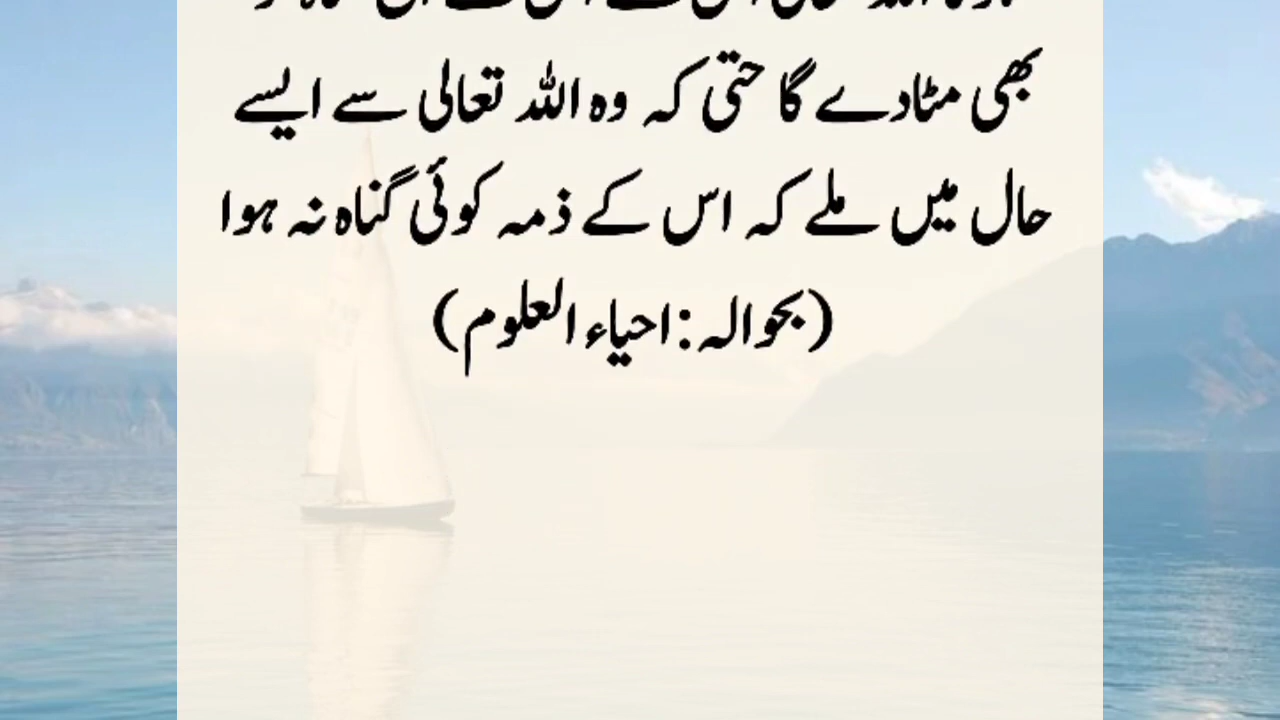 بھی مٹادے گا حتیٰ کہ وہ اللہ تعالی سے ایسے
حال میں ملے کہ اس کے ذمہ کوئی گناہ نہ ہوا
(بحوالہ:احیاء العلوم)